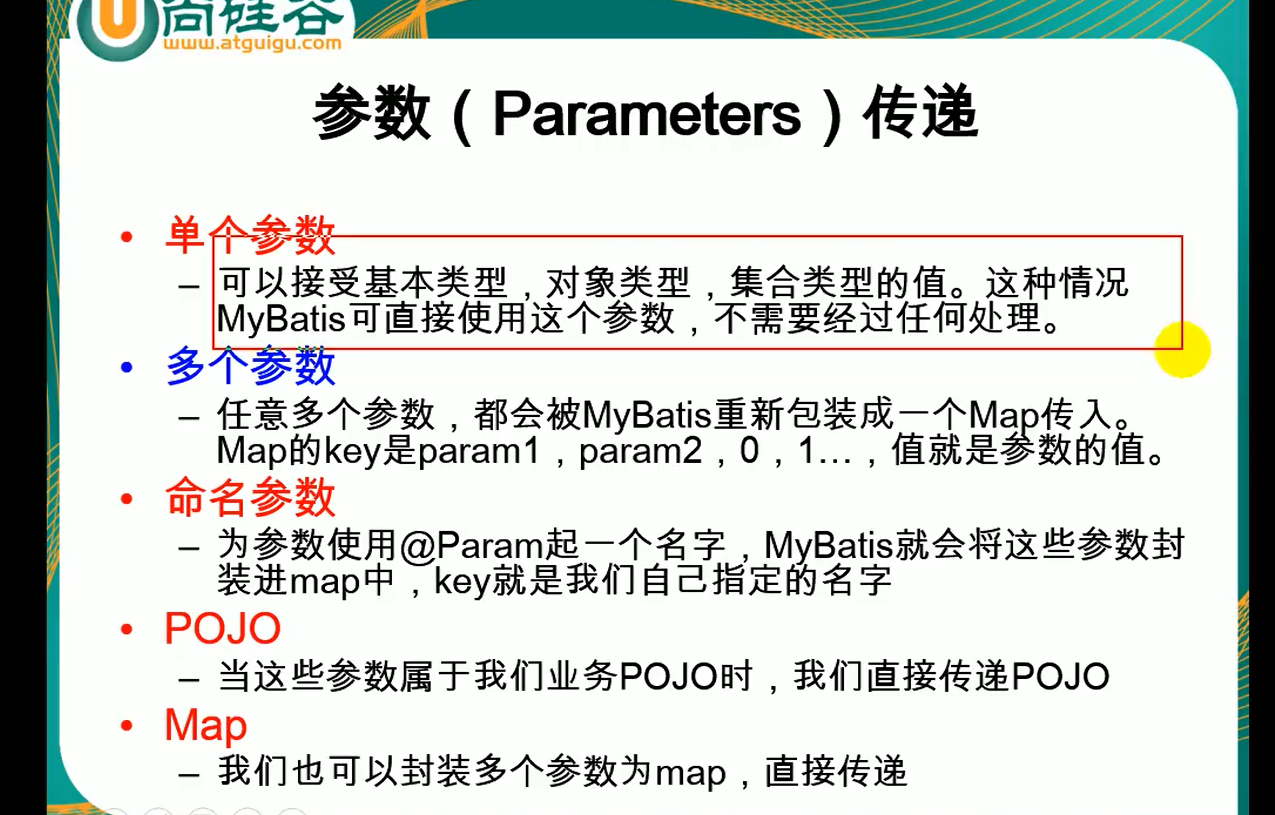 尚硅谷
www.atguigu.com
参数（Parameters）传递
• 单个参数
– 可以接受基本类型，对象类型，集合类型的值。这种情况
MyBatis可直接使用这个参数，不需要经过任何处理。
• 多个参数
– 任意多个参数，都会被MyBatis重新包装成一个Map传入。
Map的key是param1，param2，0，1…，值就是参数的值。
• 命名参数
– 为参数使用@Param起一个名字，MyBatis就会将这些参数封
装进map中，key就是我们自己指定的名字
• POJO
– 当这些参数属于我们业务POJO时，我们直接传递POJO
• Map
– 我们也可以封装多个参数为map，直接传递